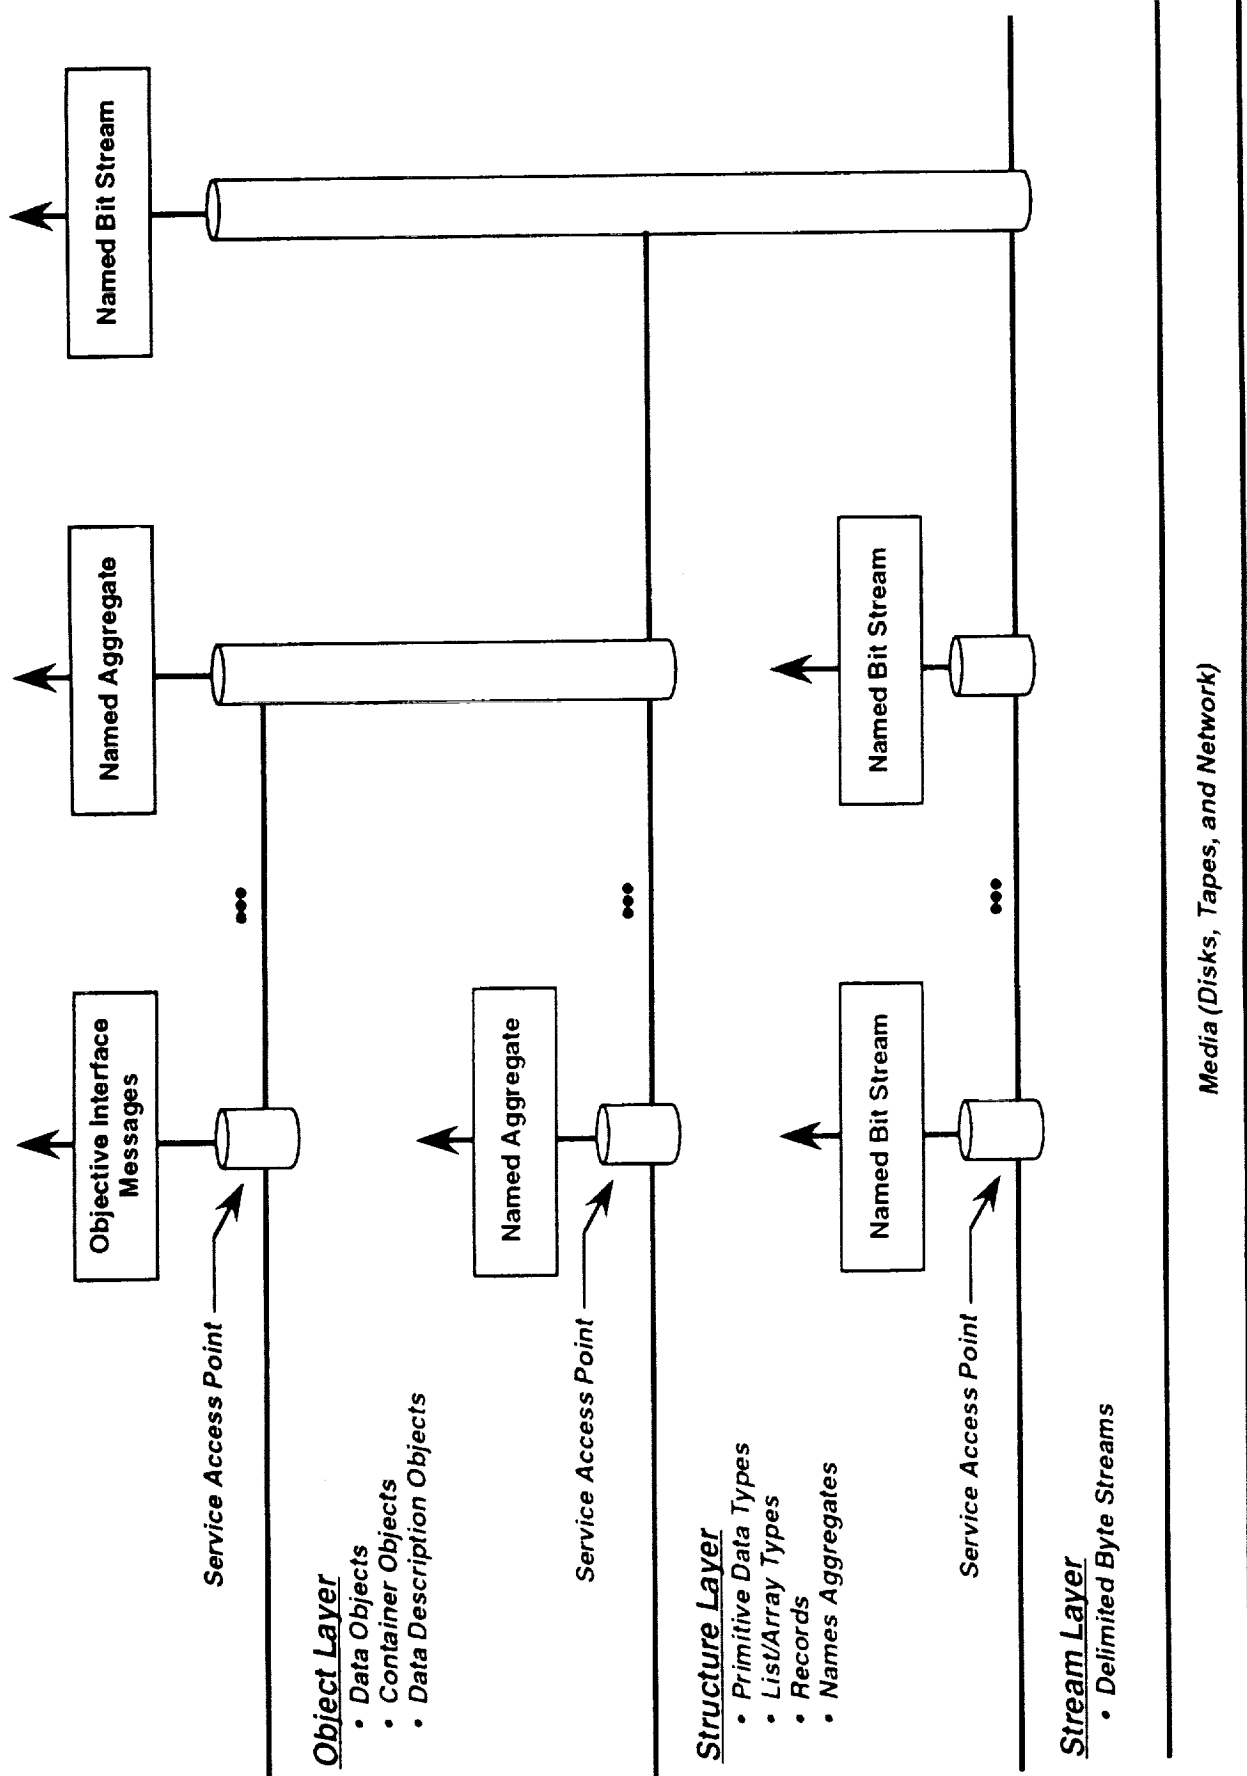 Objective Interface
Messages
Named Aggregate
Named Bit Stream
Service Access Point
Object Layer
• Data Objects
• Container Objects
• Data Description Objects
Named Aggregate
Service Access Point
Structure Layer
• Primitive Data Types
• List/Array Types
• Records
• Names Aggregates
Named Bit Stream
Named Bit Stream
Service Access Point
Stream Layer
• Delimited Byte Streams
Media (Disks, Tapes, and Network)